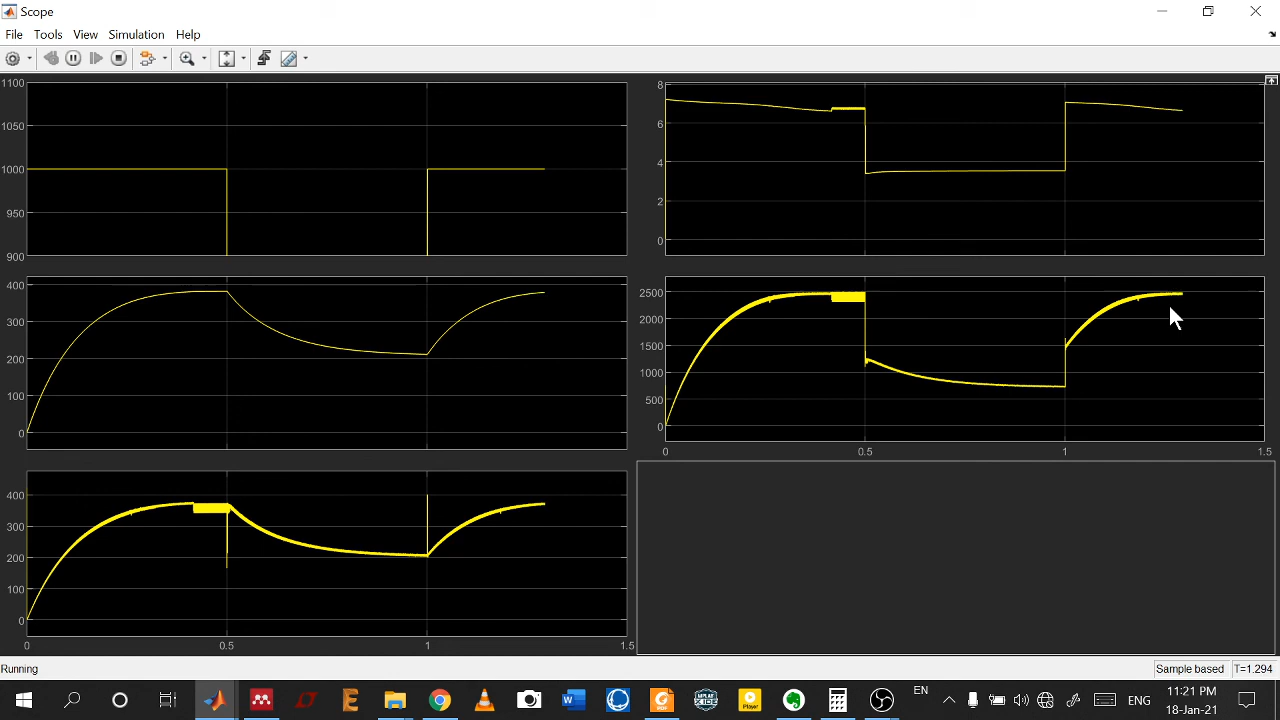 Scope
File Tools View Simulation Help
1100
1050
1000
950
900
8
6
4
2
0
400
300
200
100
0
2500
2000
1500
1000
500
0
0 0.5 1 1.5
400
300
200
100
0
0 0.5 1 1.5
Running
Sample based T=1.294
EN
ENG
11:21 PM
18-Jan-21
PDF
Player